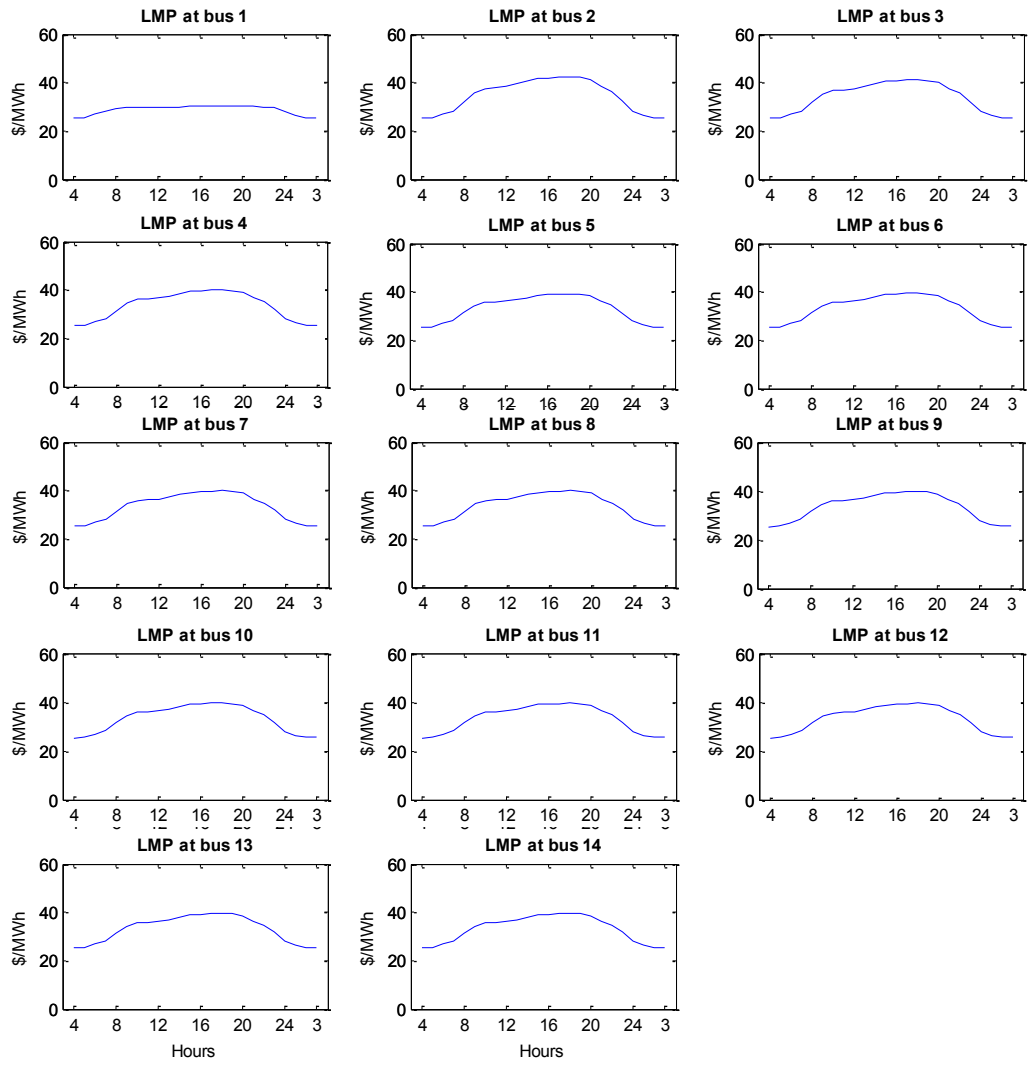 LMP at bus 1
LMP at bus 2
LMP at bus 3
60
40
20
0
$/MWh
4 8 12 16 20 24 3
60
40
20
0
$/MWh
4 8 12 16 20 24 3
60
40
20
0
$/MWh
4 8 12 16 20 24 3
LMP at bus 4
LMP at bus 5
LMP at bus 6
60
40
20
0
$/MWh
4 8 12 16 20 24 3
60
40
20
0
$/MWh
4 8 12 16 20 24 3
60
40
20
0
$/MWh
4 8 12 16 20 24 3
LMP at bus 7
LMP at bus 8
LMP at bus 9
60
40
20
0
$/MWh
4 8 12 16 20 24 3
60
40
20
0
$/MWh
4 8 12 16 20 24 3
60
40
20
0
$/MWh
4 8 12 16 20 24 3
LMP at bus 10
LMP at bus 11
LMP at bus 12
60
40
20
0
$/MWh
4 8 12 16 20 24 3
60
40
20
0
$/MWh
4 8 12 16 20 24 3
60
40
20
0
$/MWh
4 8 12 16 20 24 3
LMP at bus 13
LMP at bus 14
60
40
20
0
$/MWh
4 8 12 16 20 24 3
Hours
60
40
20
0
$/MWh
4 8 12 16 20 24 3
Hours